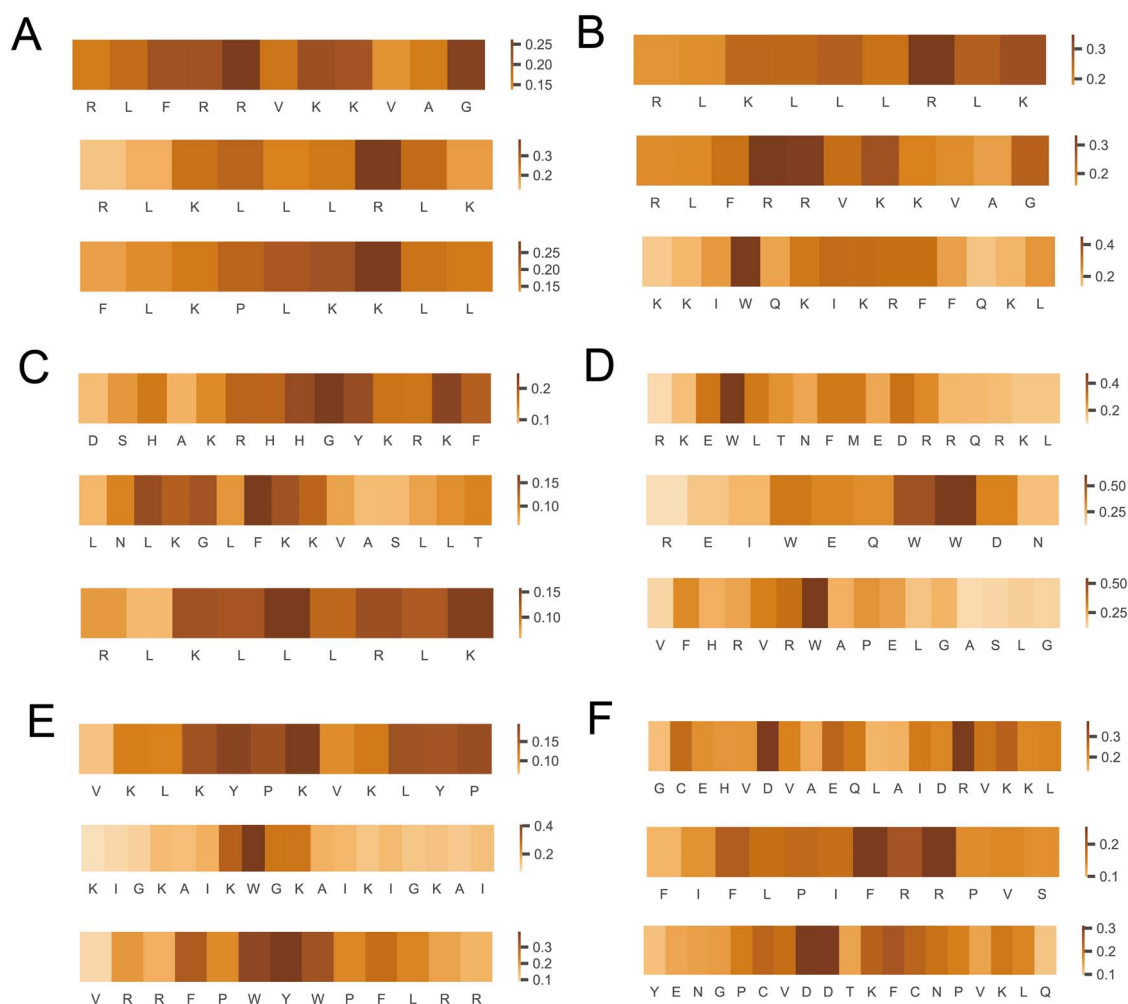 A
0.25
0.20
0.15
R L F R R V K K V A G
0.3
0.2
R L K L L L R L K
0.25
0.20
0.15
F L K P L K K L L
B
0.3
0.2
R L K L L L R L K
0.3
0.2
R L F R R V K K V A G
0.4
0.2
K K I W Q K I K R F F Q K L
C
0.2
0.1
D S H A K R H H G Y K R K F
0.15
0.10
L N L K G L F K K V A S L L T
0.15
0.10
R L K L L L R L K
D
0.4
0.2
R K E W L T N F M E D R R Q R K L
0.50
0.25
R E I W E Q W W D N
0.50
0.25
V F H R V R W A P E L G A S L G
E
0.15
0.10
V K L K Y P K V K L Y P
0.4
0.2
K I G K A I K W G K A I K I G K A I
0.3
0.2
0.1
V R R F P W Y W P F L R R
F
0.3
0.2
G C E H V D V A E Q L A I D R V K K L
0.2
0.1
F I F L P I F R R P V S
0.3
0.2
0.1
Y E N G P C V D D T K F C N P V K L Q